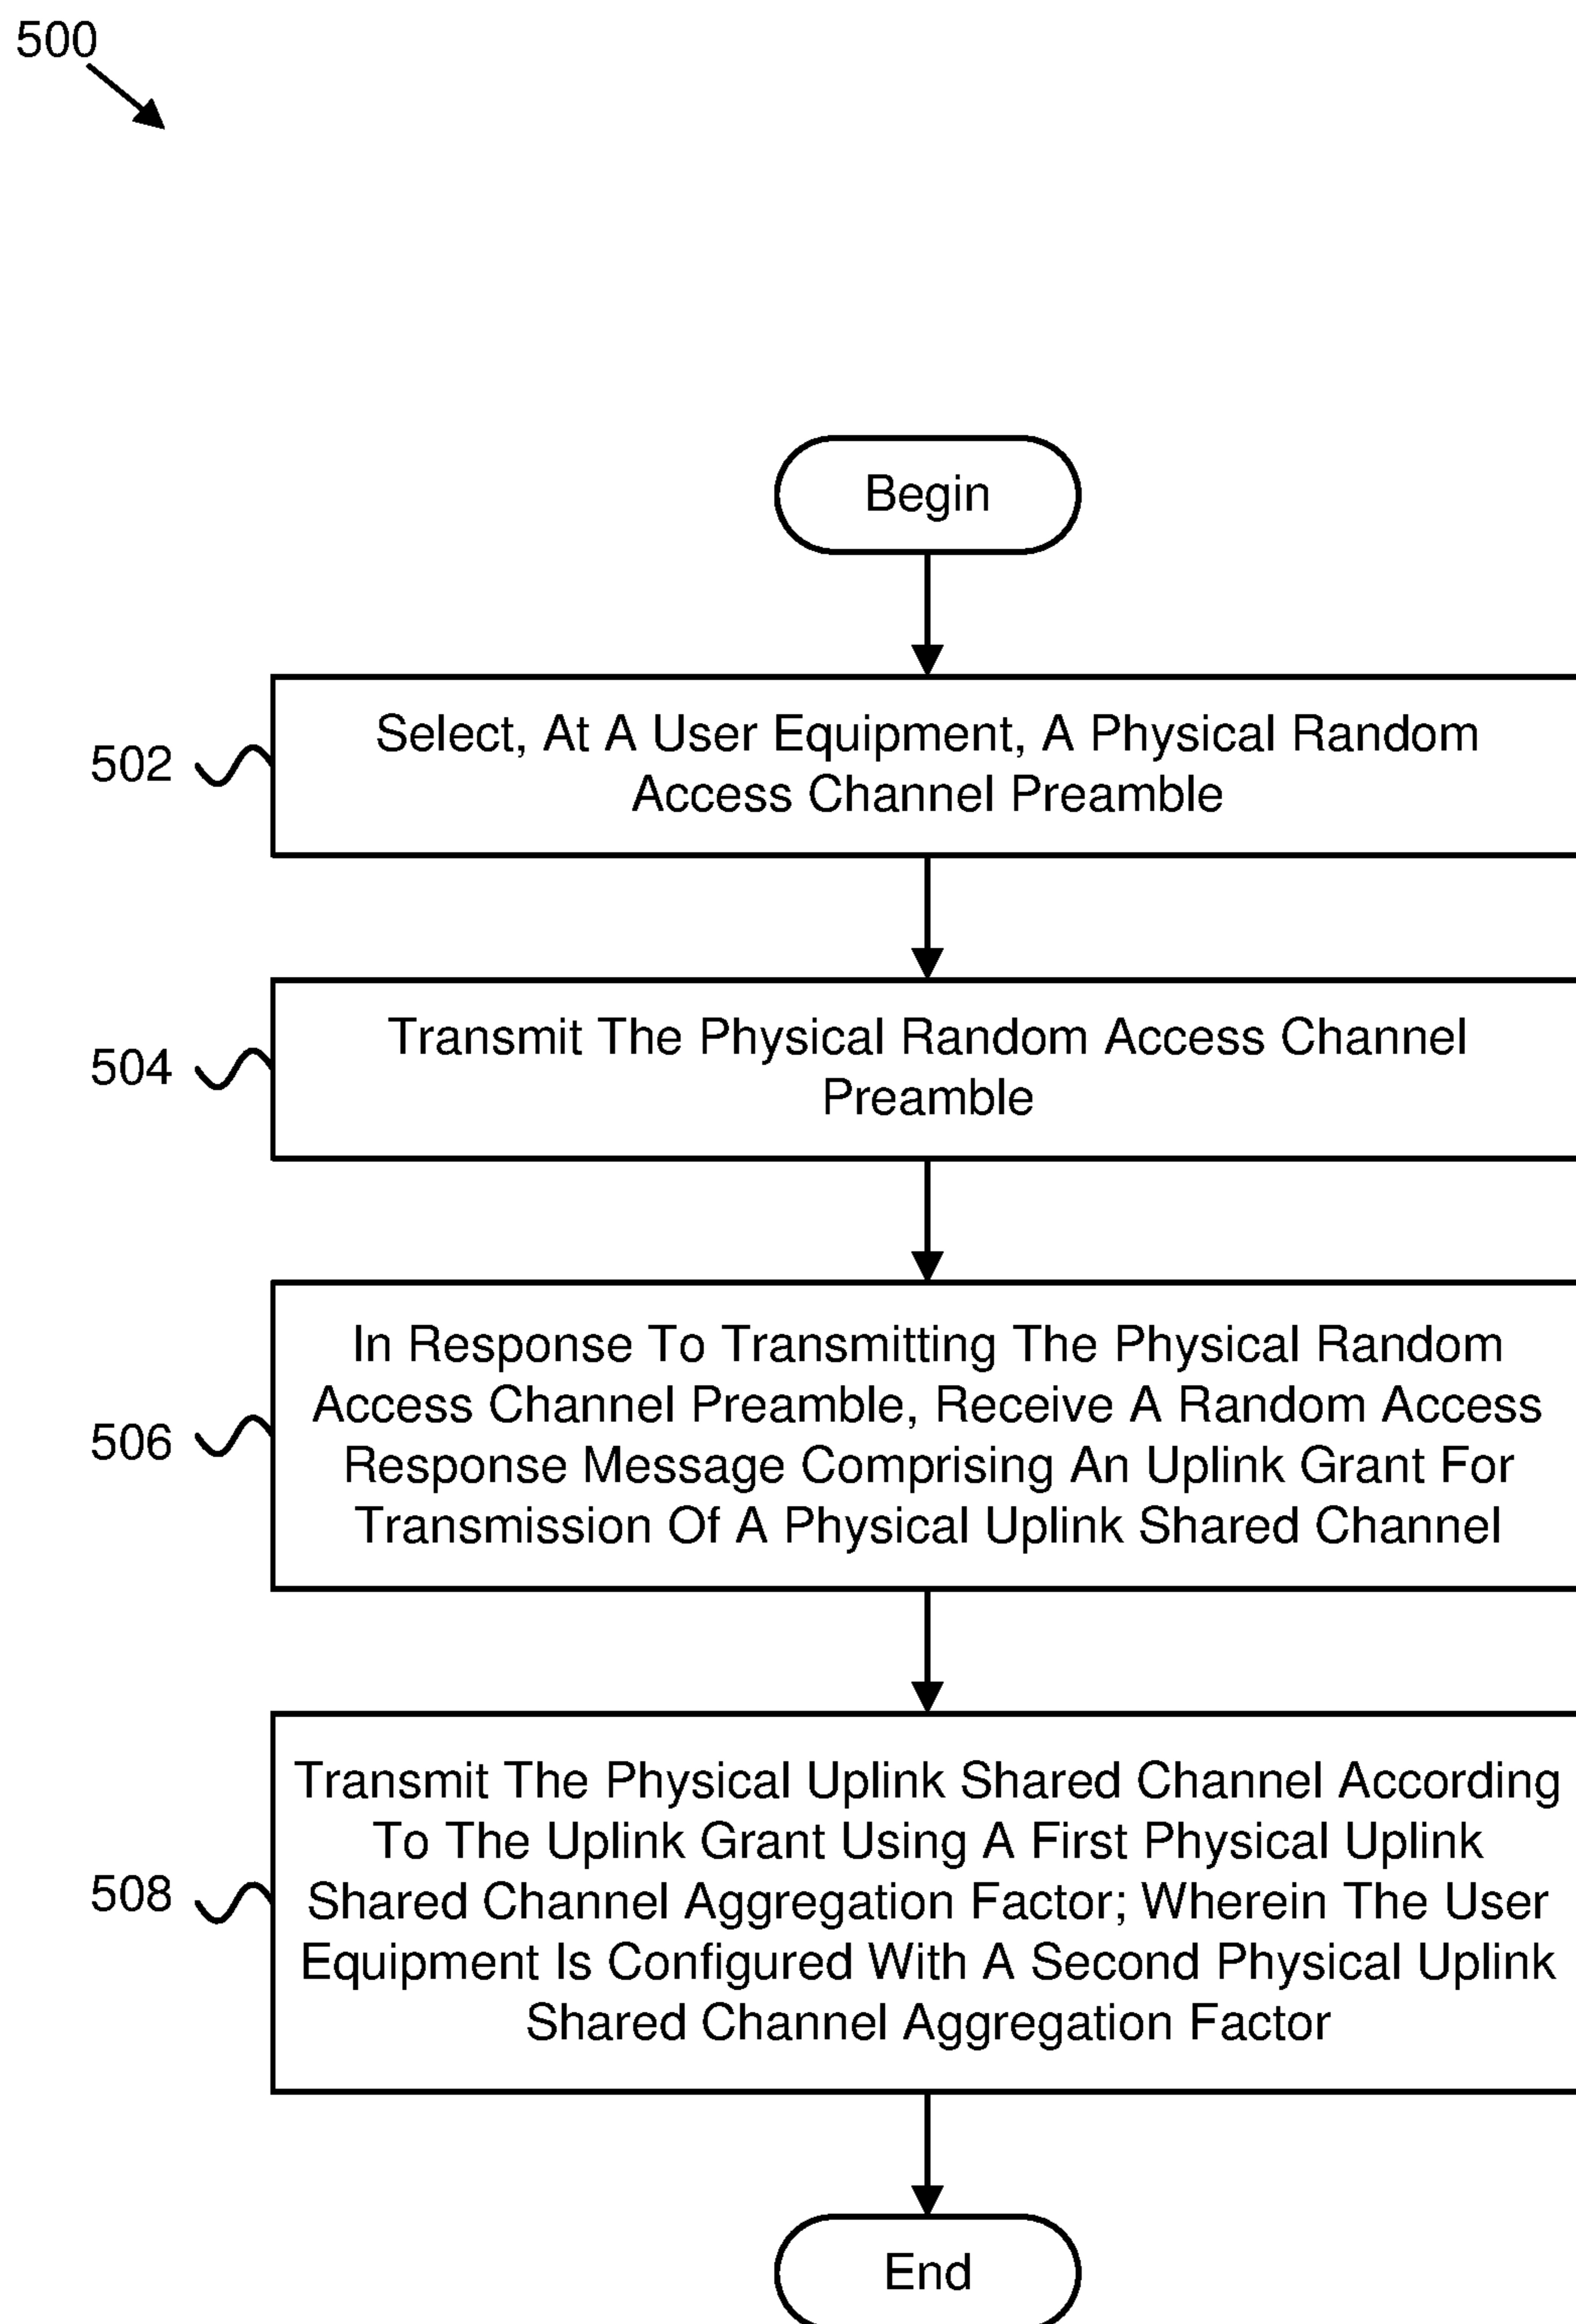 500
Begin
502
Select, At A User Equipment, A Physical Random
Access Channel Preamble
504
Transmit The Physical Random Access Channel
Preamble
506
In Response To Transmitting The Physical Random
Access Channel Preamble, Receive A Random Access
Response Message Comprising An Uplink Grant For
Transmission Of A Physical Uplink Shared Channel
508
Transmit The Physical Uplink Shared Channel According
To The Uplink Grant Using A First Physical Uplink
Shared Channel Aggregation Factor; Wherein The User
Equipment Is Configured With A Second Physical Uplink
Shared Channel Aggregation Factor
End